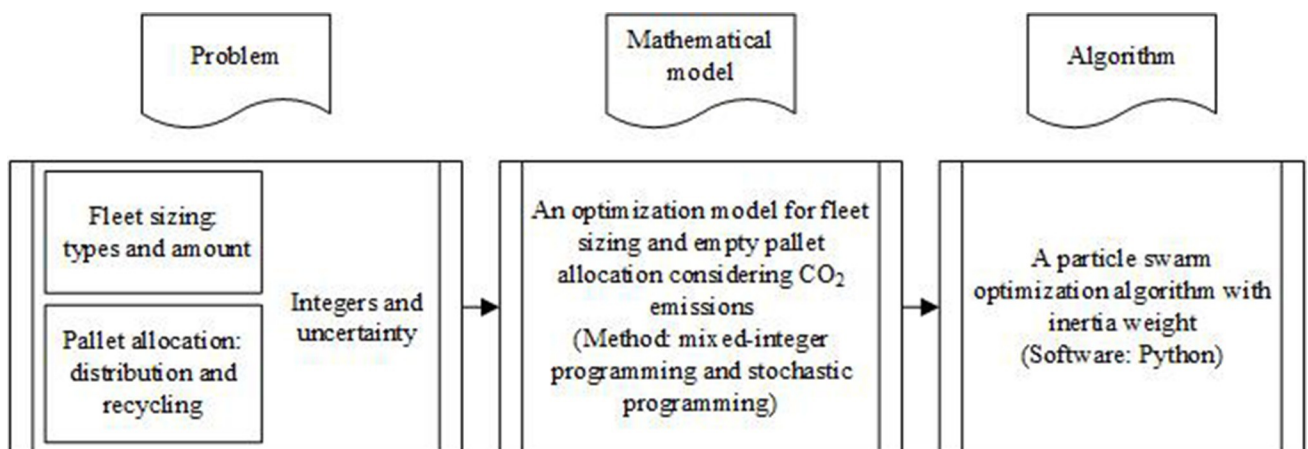 Problem
Mathematical
model
Algorithm
Fleet sizing:
types and amount
Pallet allocation:
distribution and
recycling
Integers and
uncertainty
An optimization model for fleet
sizing and empty pallet
allocation considering CO₂
emissions
(Method: mixed-integer
programming and stochastic
programming)
A particle swarm
optimization algorithm with
inertia weight
(Software: Python)